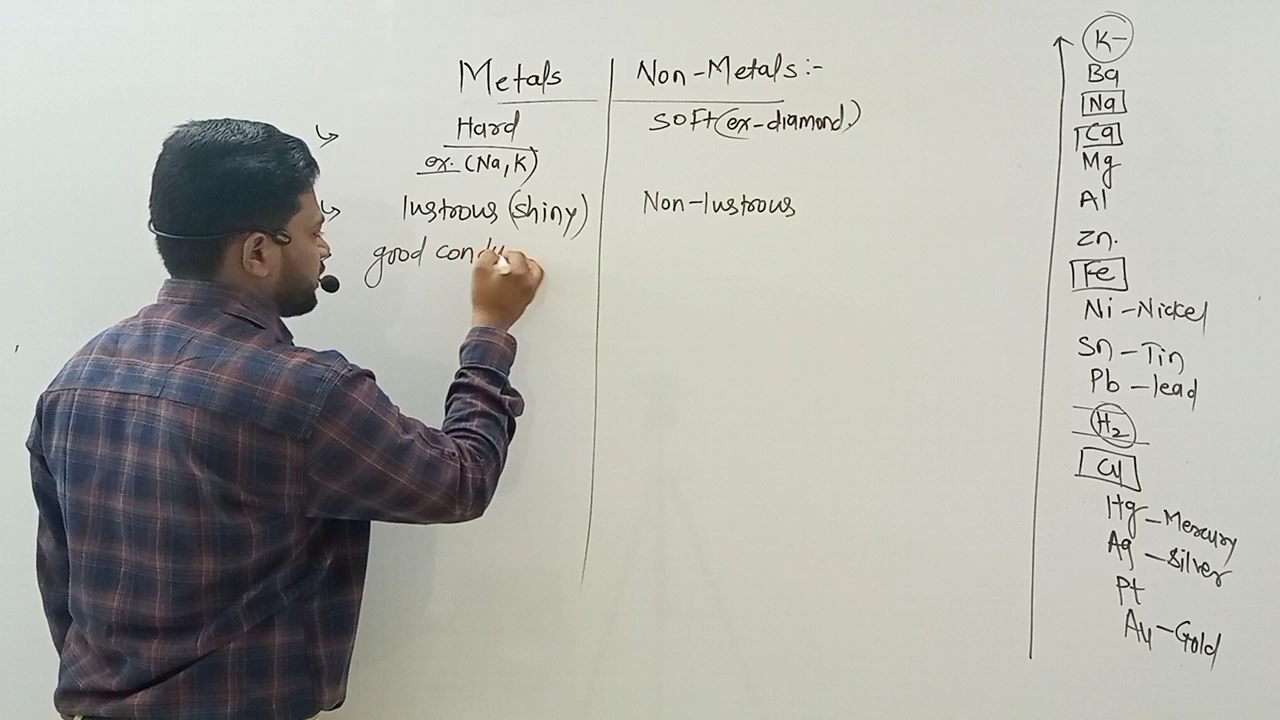 Metals
Non-Metals:-
Hard
soft (ex-diamond.)
ex. (Na, K)
lustrous (shiny)
Non-lustrous
good condu
K-
Ba
Na
Ca
Mg
Al
Zn.
Fe
Ni - Nickel
Sn - Tin
Pb - lead
H2
Cu
Hg - Mercury
Ag - Silver
Pt
Au - Gold